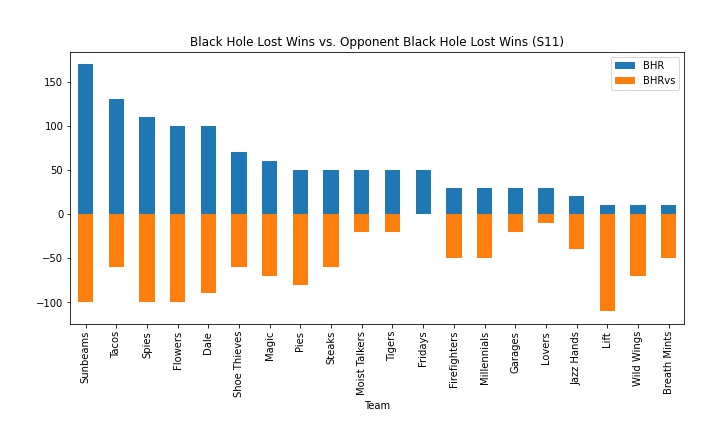 Black Hole Lost Wins vs. Opponent Black Hole Lost Wins (S11)
BHR
BHRvs
150
100
50
0
−50
−100
Sunbeams
Tacos
Spies
Flowers
Dale
Shoe Thieves
Magic
Pies
Steaks
Moist Talkers
Tigers
Fridays
Firefighters
Millennials
Garages
Lovers
Jazz Hands
Lift
Wild Wings
Breath Mints
Team